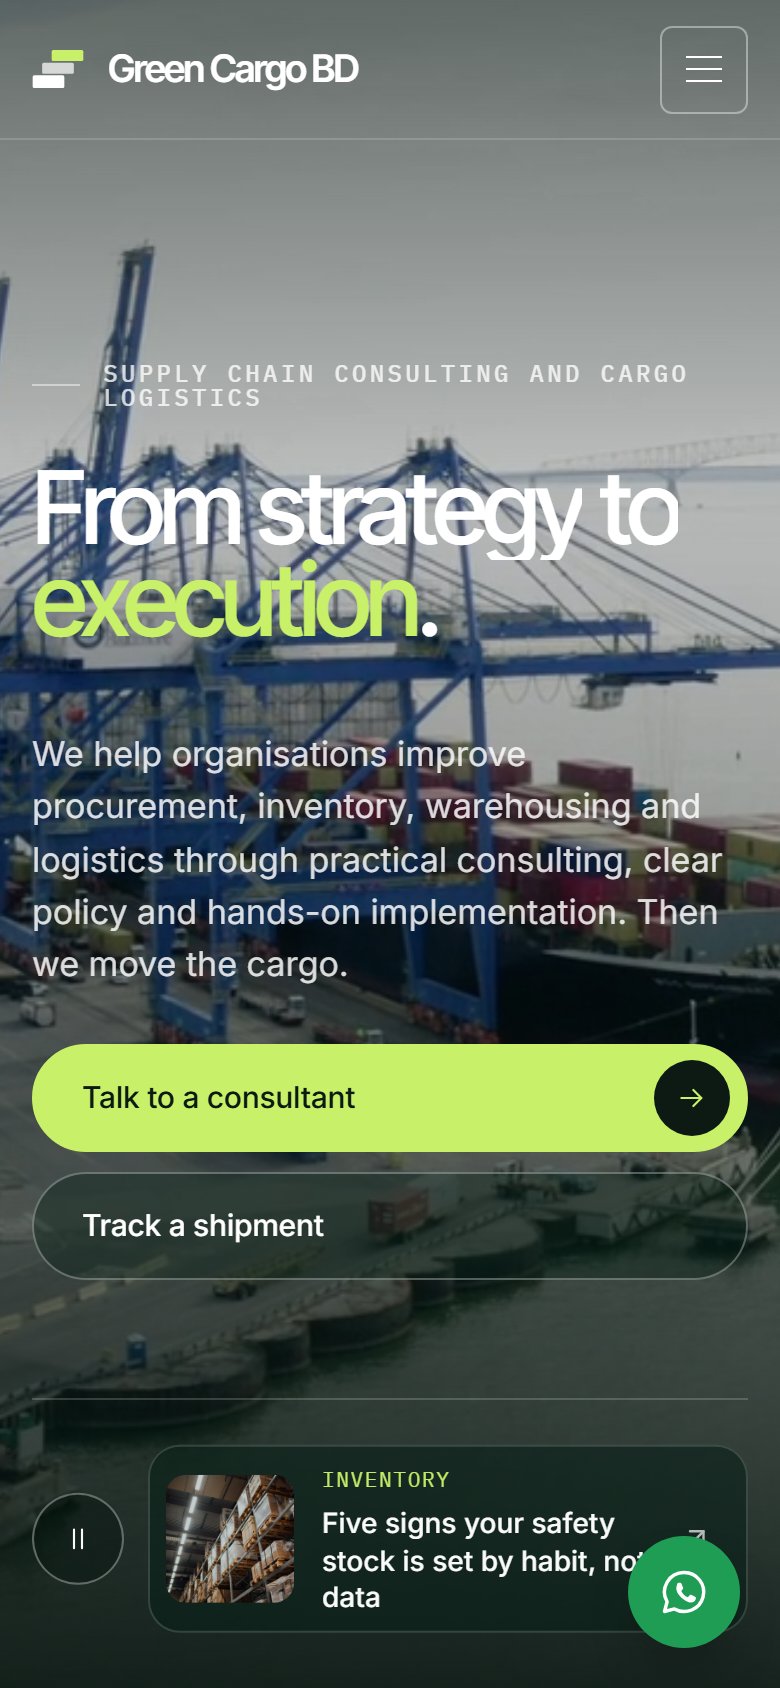 Green Cargo BD
SUPPLY CHAIN CONSULTING AND CARGO
LOGISTICS
From strategy to
execution.
We help organisations improve
procurement, inventory, warehousing and
logistics through practical consulting, clear
policy and hands-on implementation. Then
we move the cargo.
Talk to a consultant
Track a shipment
INVENTORY
Five signs your safety
stock is set by habit, not
data